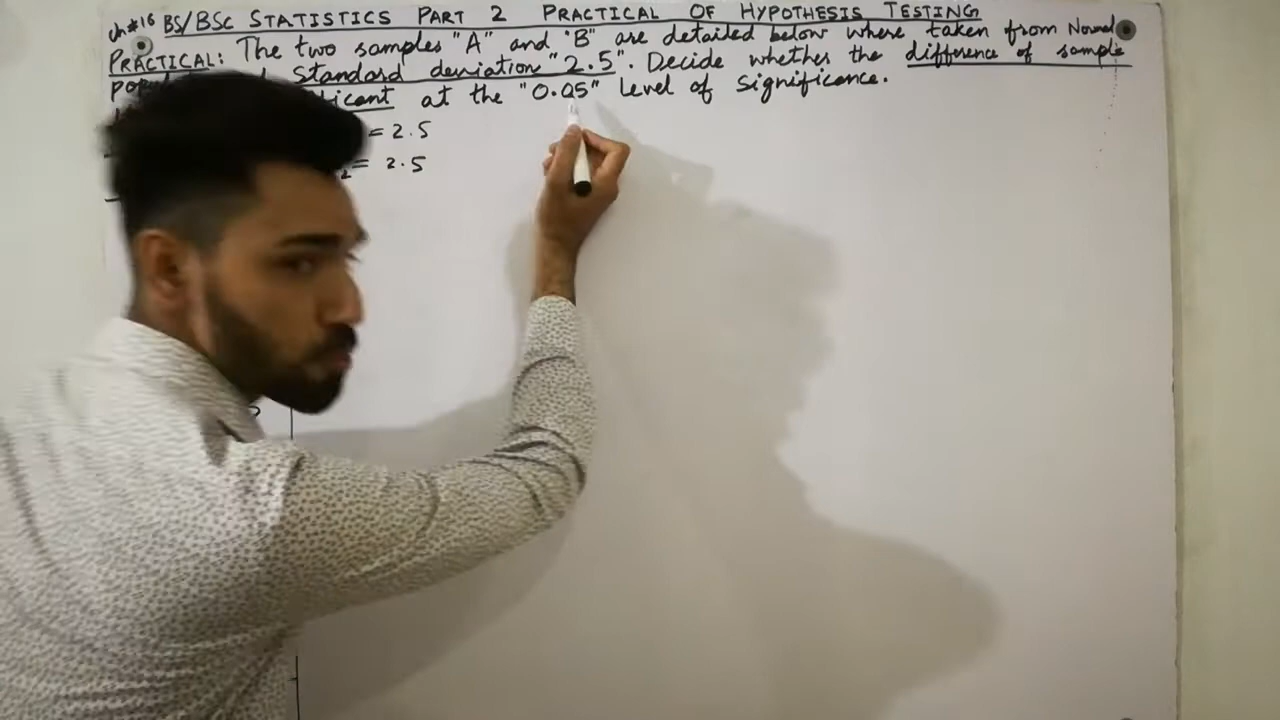 ch#16 BS/BSc STATISTICS PART 2 PRACTICAL OF HYPOTHESIS TESTING
PRACTICAL: The two samples "A" and "B" are detailed below where taken from Normal
Standard deviation "2.5". Decide whether the difference of sample
at the "0.05" level of significance.
= 2.5
2 = 2.5